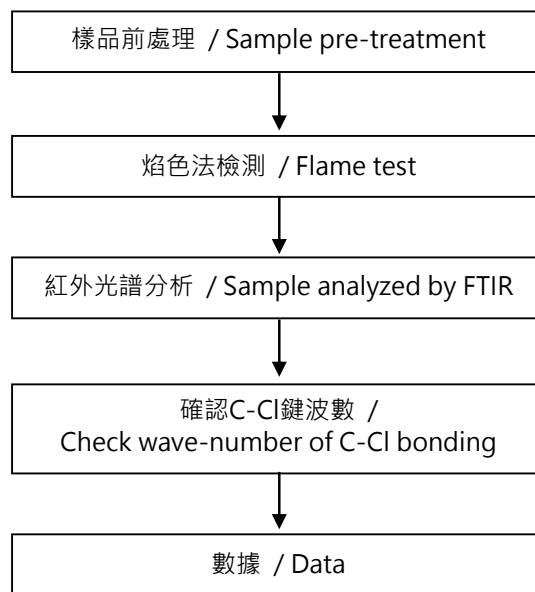 樣品前處理 / Sample pre-treatment
焰色法檢測 / Flame test
紅外光譜分析 / Sample analyzed by FTIR
確認C-Cl鍵波數 /
Check wave-number of C-Cl bonding
數據 / Data